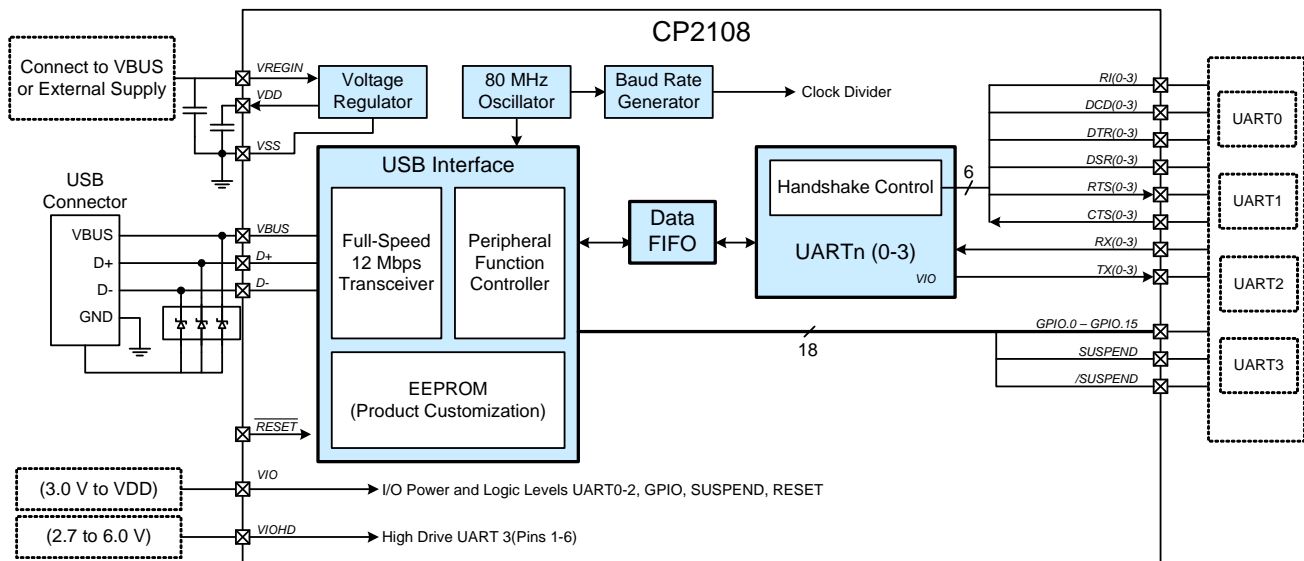 CP2108
Connect to VBUS
or External Supply
VREGIN
VDD
VSS
Voltage
Regulator
80 MHz
Oscillator
Baud Rate
Generator
Clock Divider
USB
Connector
VBUS
D+
D-
GND
VBUS
D+
D-
USB Interface
Full-Speed
12 Mbps
Transceiver
Peripheral
Function
Controller
EEPROM
(Product Customization)
RESET
Data
FIFO
Handshake Control
UARTn (0-3)
VIO
6
18
RI(0-3)
DCD(0-3)
DTR(0-3)
DSR(0-3)
RTS(0-3)
CTS(0-3)
RX(0-3)
TX(0-3)
GPIO.0 – GPIO.15
SUSPEND
/SUSPEND
UART0
UART1
UART2
UART3
(3.0 V to VDD)
VIO
I/O Power and Logic Levels UART0-2, GPIO, SUSPEND, RESET
(2.7 to 6.0 V)
VIOHD
High Drive UART 3(Pins 1-6)